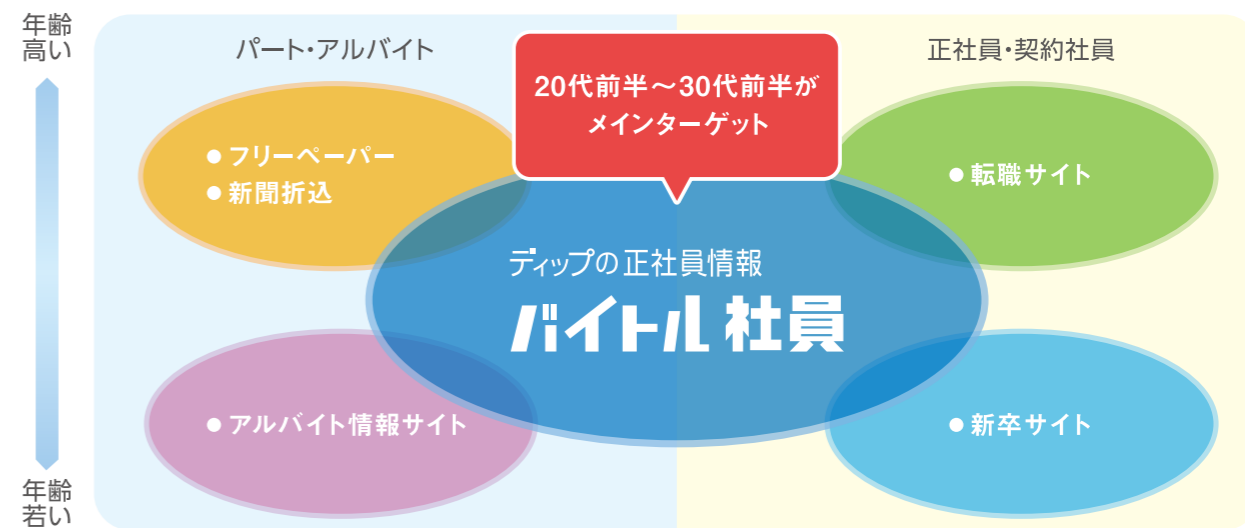 年齢
高い
パート・アルバイト
正社員・契約社員
20代前半〜30代前半が
メインターゲット
● フリーペーパー
● 新聞折込
● 転職サイト
ディップの正社員情報
バイトル 社員
● アルバイト情報サイト
● 新卒サイト
年齢
若い